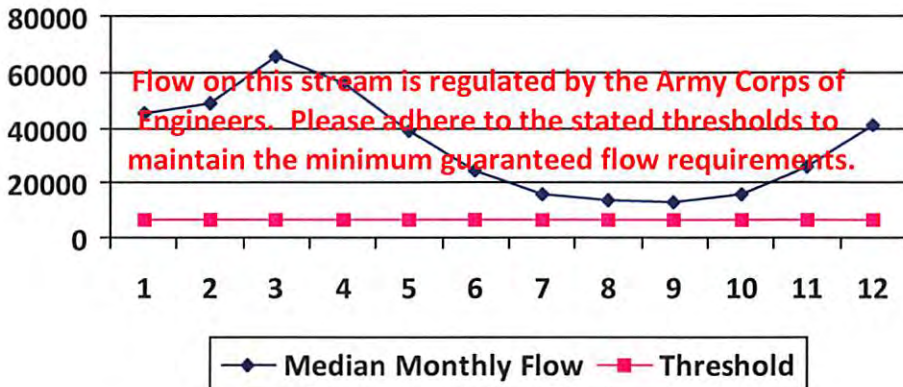 80000
60000
40000
20000
0
Flow on this stream is regulated by the Army Corps of
Engineers. Please adhere to the stated thresholds to
maintain the minimum guaranteed flow requirements.
1 2 3 4 5 6 7 8 9 10 11 12
Median Monthly Flow Threshold